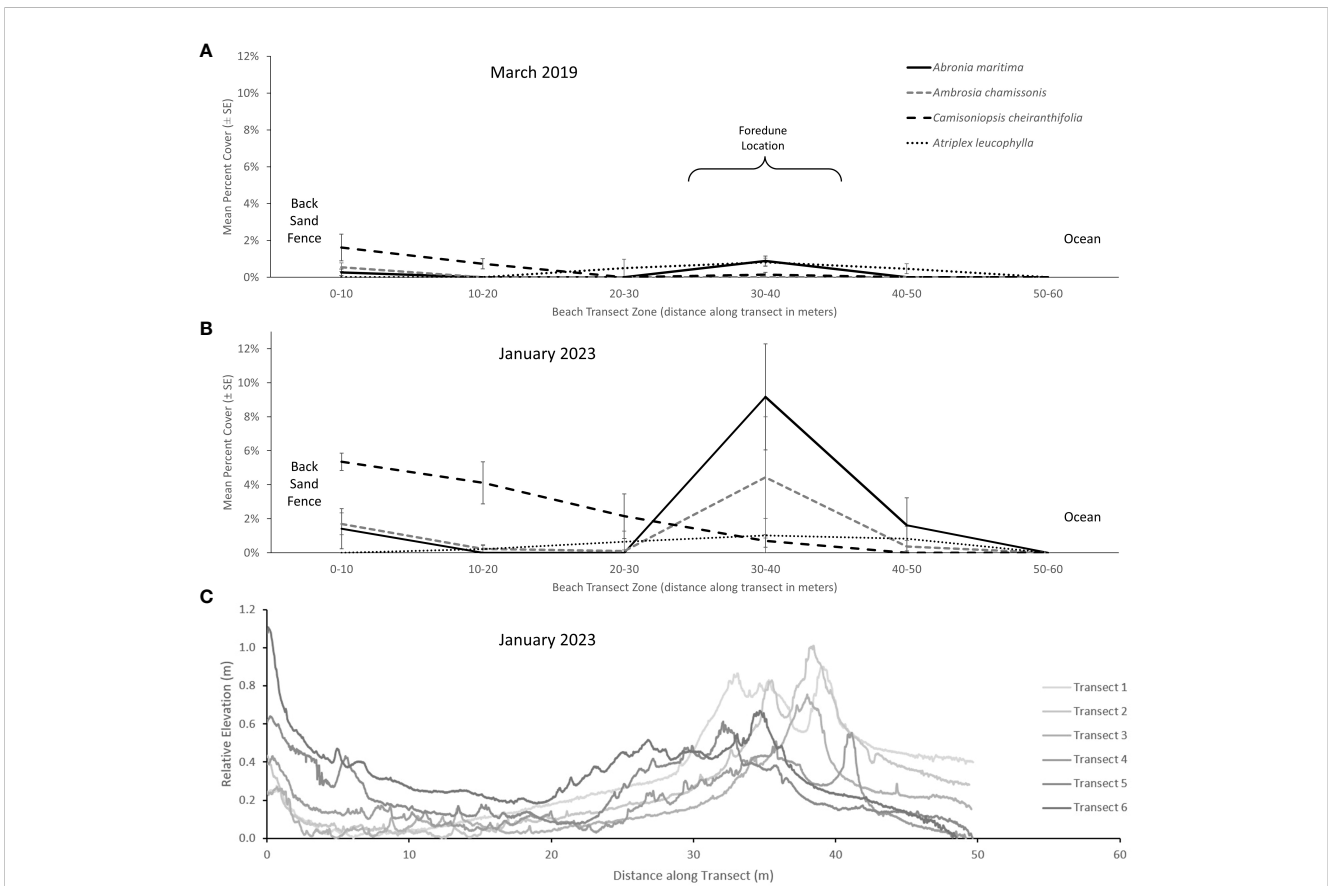 A
March 2019
12%
10%
8%
6%
4%
2%
0%
Mean Percent Cover (± SE)
Abronia maritima
Ambrosia chamissonis
Camisoniopsis cheiranthifolia
Atriplex leucophylla
Foredune
Location
Back
Sand
Fence
Ocean
0-10 10-20 20-30 30-40 40-50 50-60
Beach Transect Zone (distance along transect in meters)
B
January 2023
12%
10%
8%
6%
4%
2%
0%
Mean Percent Cover (± SE)
Back
Sand
Fence
Ocean
0-10 10-20 20-30 30-40 40-50 50-60
Beach Transect Zone (distance along transect in meters)
C
January 2023
1.2
1.0
0.8
0.6
0.4
0.2
0.0
Relative Elevation (m)
Transect 1
Transect 2
Transect 3
Transect 4
Transect 5
Transect 6
0 10 20 30 40 50 60
Distance along Transect (m)